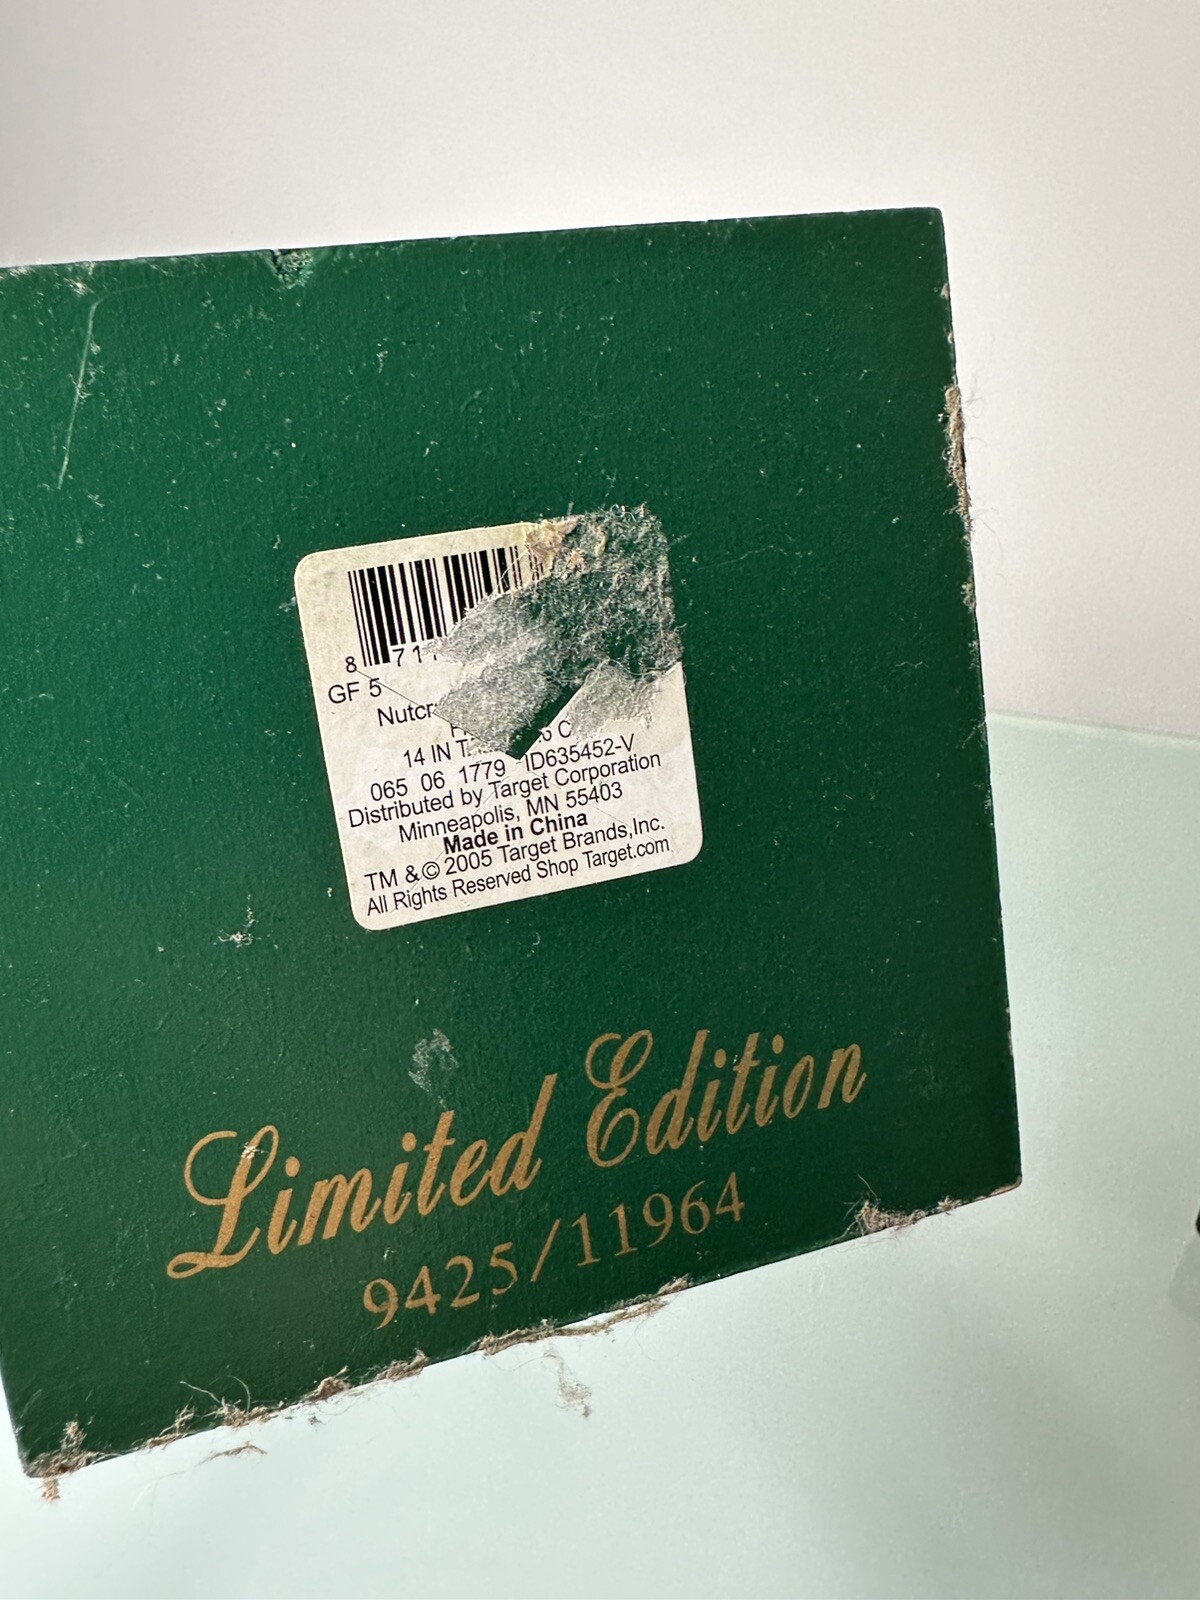 8 71
GF 5
14 IN
065 06 1779 ID635452-V
Distributed by Target Corporation
Minneapolis, MN 55403
Made in China
TM & © 2005 Target Brands,Inc.
All Rights Reserved Shop Target.com
Limited Edition
9425/11964